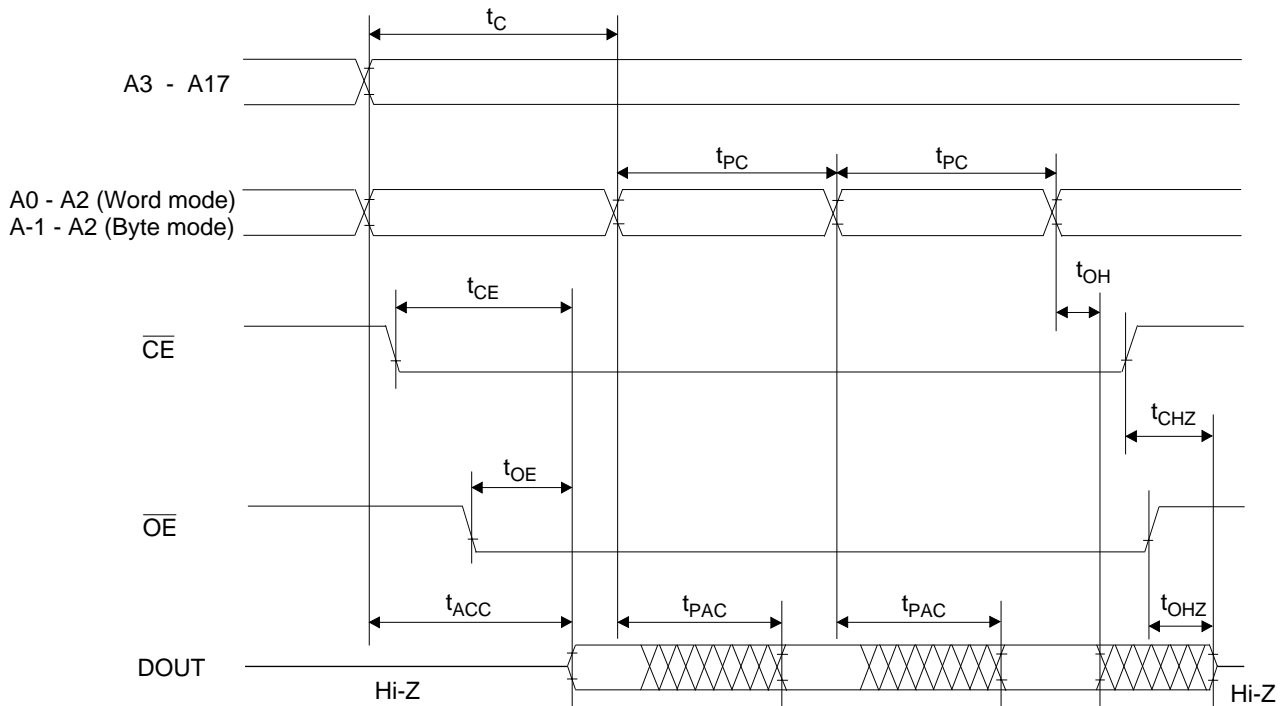 tC
A3 - A17
tPC
tPC
A0 - A2 (Word mode)
A-1 - A2 (Byte mode)
tOH
tCE
CE
tCHZ
tOE
OE
tACC
tPAC
tPAC
tOHZ
DOUT
Hi-Z
Hi-Z